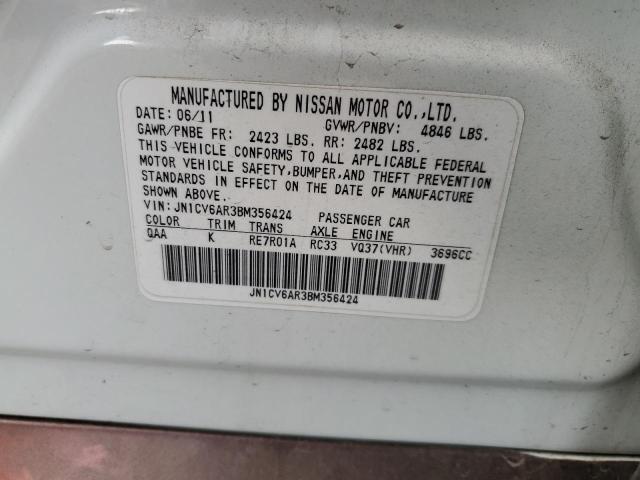 MANUFACTURED BY NISSAN MOTOR CO.,LTD.
DATE: 06/11 GVWR/PNBV: 4846 LBS.
GAWR/PNBE FR: 2423 LBS. RR: 2482 LBS.
THIS VEHICLE CONFORMS TO ALL APPLICABLE FEDERAL
MOTOR VEHICLE SAFETY, BUMPER, AND THEFT PREVENTION
STANDARDS IN EFFECT ON THE DATE OF MANUFACTURE
SHOWN ABOVE.
VIN: JN1CV6AR3BM356424 PASSENGER CAR
COLOR TRIM TRANS AXLE ENGINE
QAA K RE7R01A RC33 VQ37(VHR) 3696CC
JN1CV6AR3BM356424